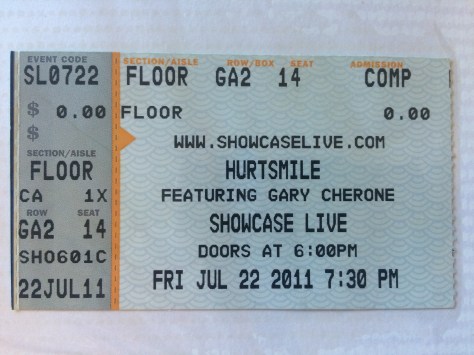 EVENT CODE
SL0722
$ 0.00
$
SECTION/AISLE
FLOOR
CA 1X
ROW SEAT
GA2 14
SHO601C
22JUL11
SECTION/AISLE ROW/BOX SEAT ADMISSION
FLOOR GA2 14 COMP
FLOOR 0.00
WWW.SHOWCASELIVE.COM
HURTSMILE
FEATURING GARY CHERONE
SHOWCASE LIVE
DOORS AT 6:00PM
FRI JUL 22 2011 7:30 PM